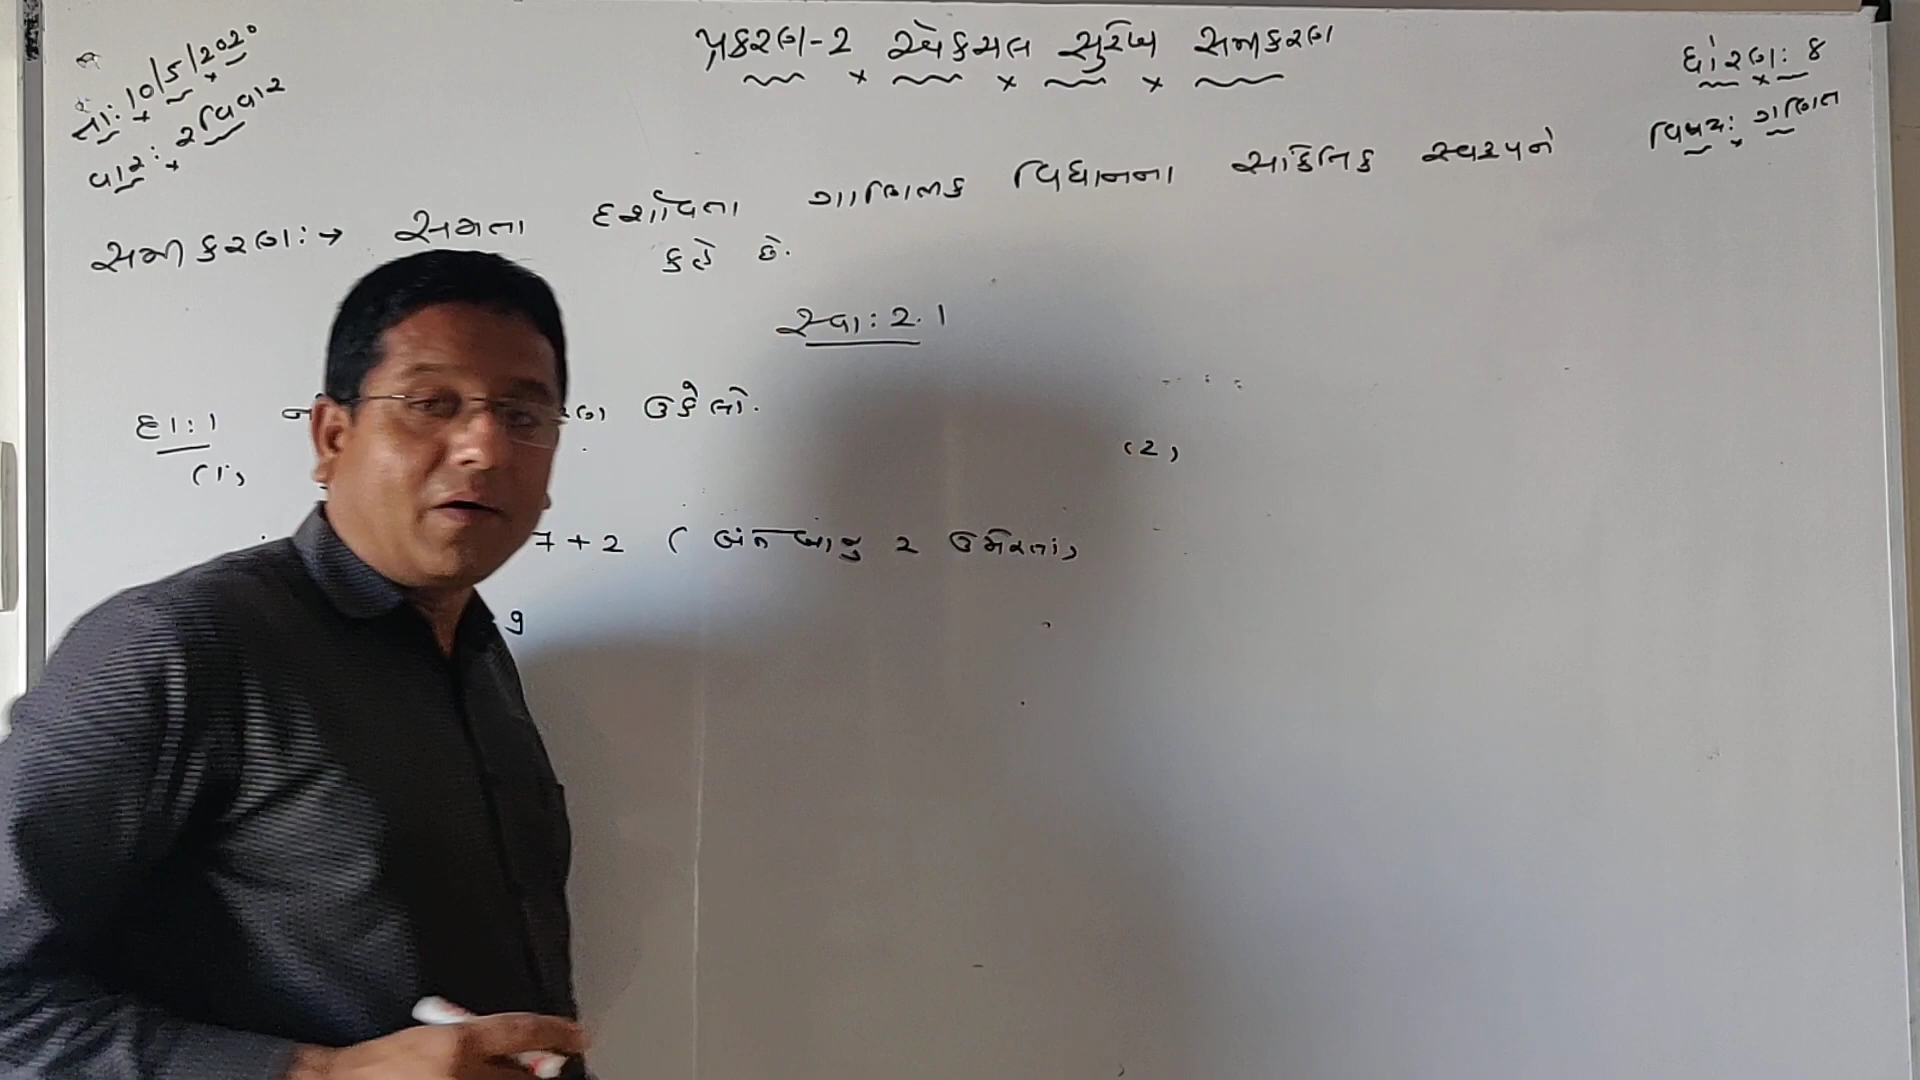 પ્રકરણ-2 એકચલ સુરેખ સમીકરણ
તા: 10/5/2020
વાર: રવિવાર
ધોરણ: 8
વિષય: ગણિત
સમીકરણ:→ સમતા દર્શાવતા ગાણિતિક વિધાનના સાંકેતિક સ્વરૂપને
કહે છે.
સ્વા: 2.1
દા: 1 ઉકેલો.
(1)
(2)
7+2 ( બંને બાજુ 2 ઉમેરતાં)
9